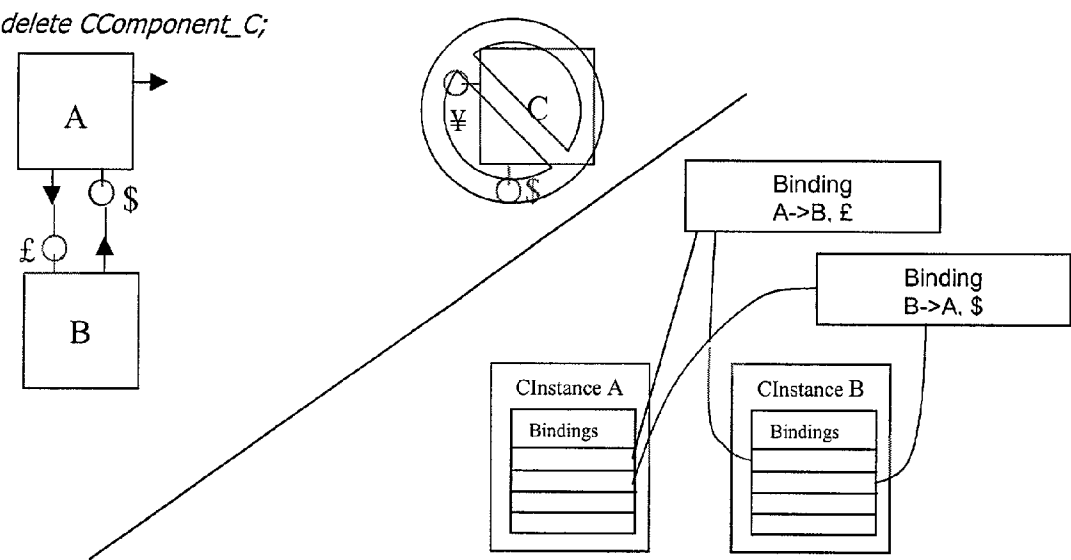 delete CComponent_C;
A
$
£
B
C
¥
$
Binding
A->B, £
Binding
B->A, $
CInstance A
Bindings
CInstance B
Bindings